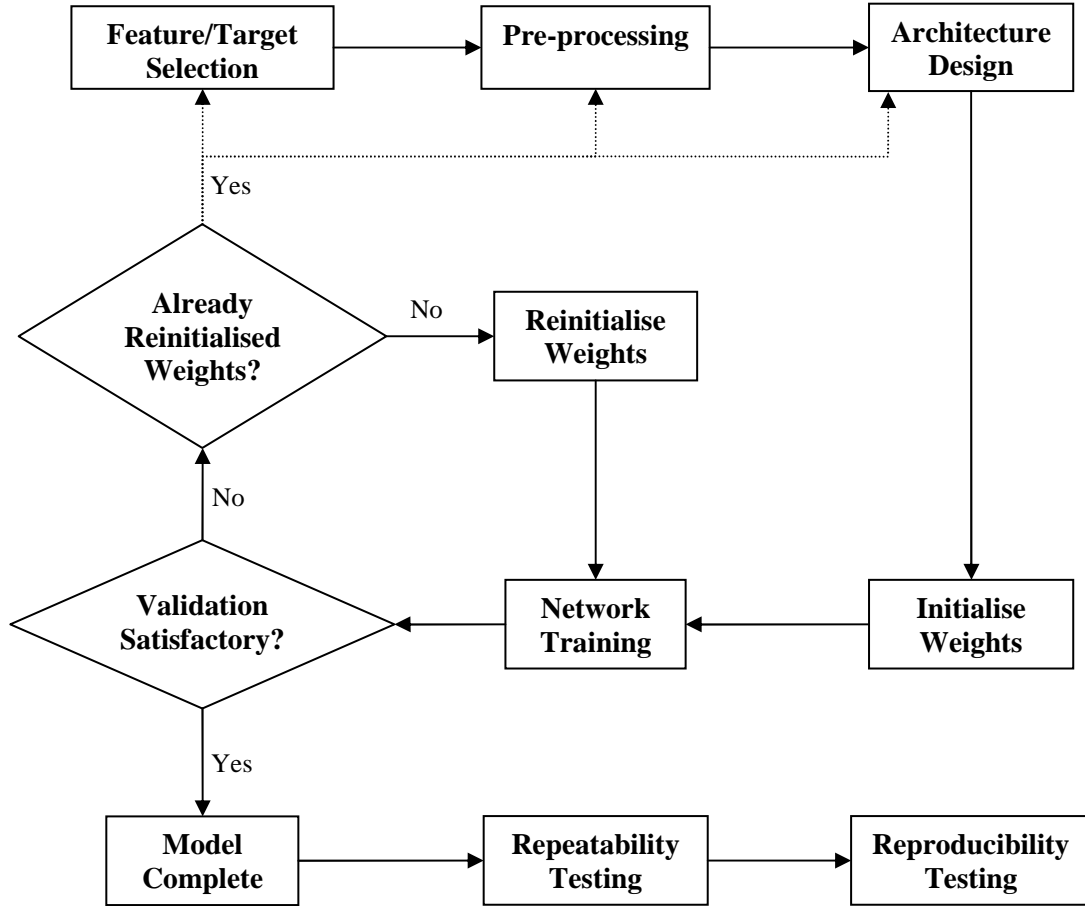 Feature/Target
Selection
Pre-processing
Architecture
Design
Yes
Already
Reinitialised
Weights?
No
Reinitialise
Weights
No
Validation
Satisfactory?
Network
Training
Initialise
Weights
Yes
Model
Complete
Repeatability
Testing
Reproducibility
Testing